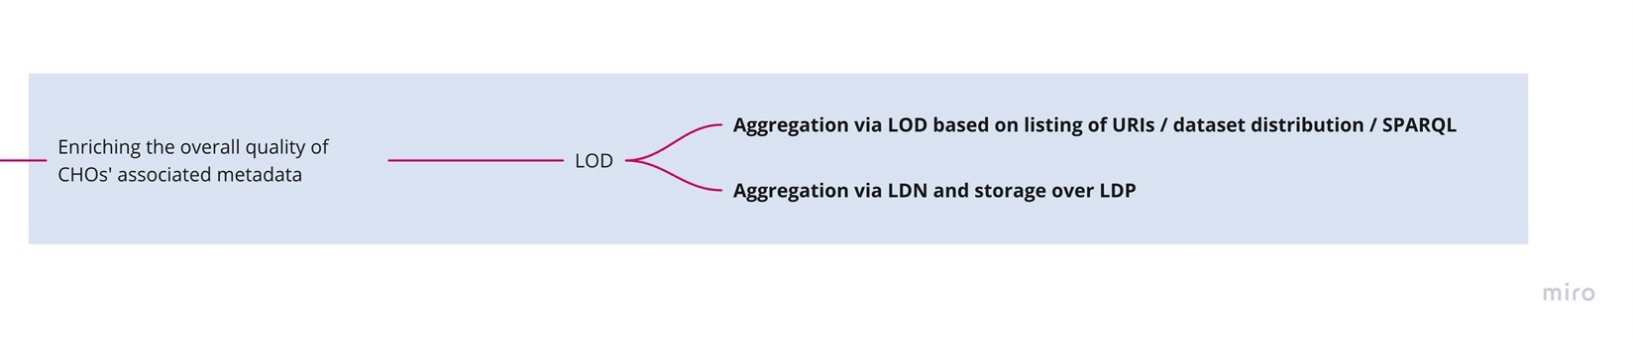 Enriching the overall quality of
CHOs' associated metadata
LOD
Aggregation via LOD based on listing of URIs / dataset distribution / SPARQL
Aggregation via LDN and storage over LDP
miro